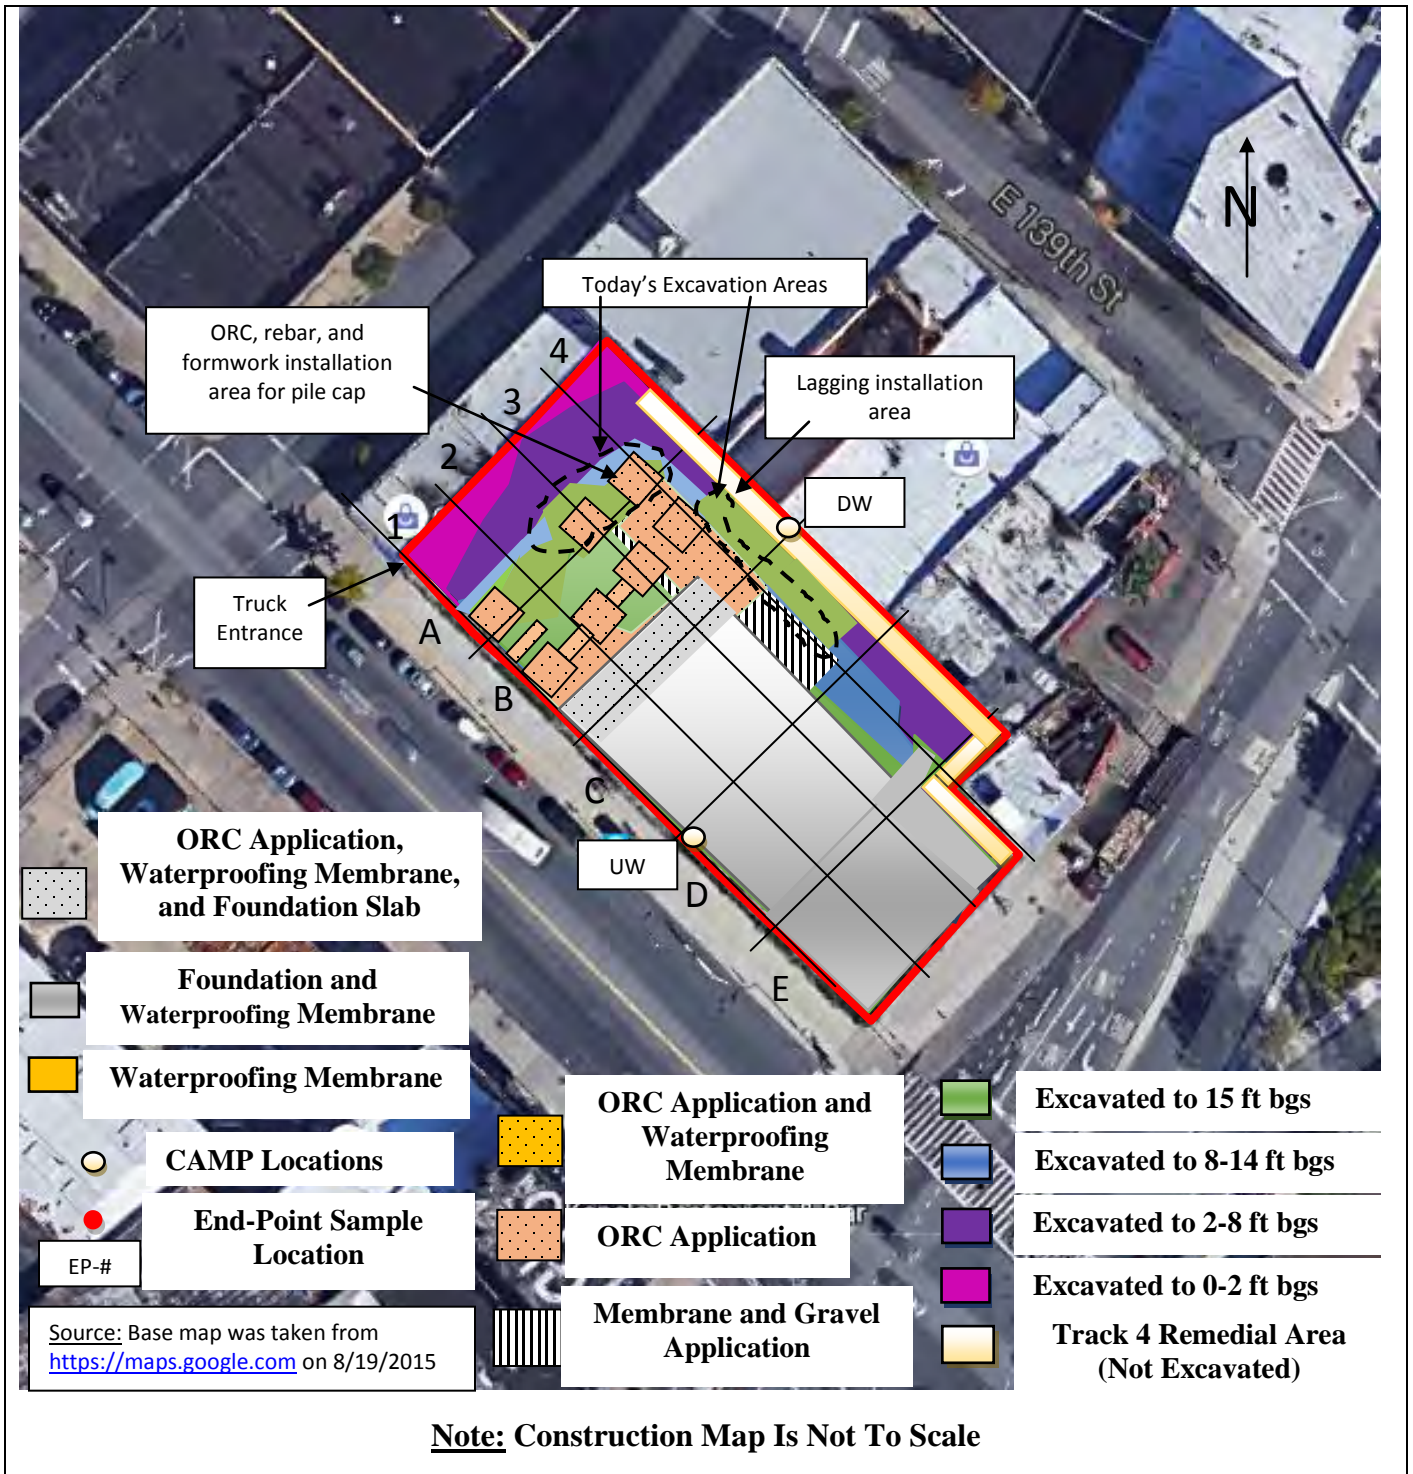 E 139th St
N
Today's Excavation Areas
ORC, rebar, and
formwork installation
area for pile cap
Lagging installation
area
4
3
2
1
DW
Truck
Entrance
A
B
C
D
E
UW
ORC Application,
Waterproofing Membrane,
and Foundation Slab
Foundation and
Waterproofing Membrane
Waterproofing Membrane
CAMP Locations
End-Point Sample
Location
EP-#
Source: Base map was taken from
https://maps.google.com on 8/19/2015
ORC Application and
Waterproofing
Membrane
ORC Application
Membrane and Gravel
Application
Excavated to 15 ft bgs
Excavated to 8-14 ft bgs
Excavated to 2-8 ft bgs
Excavated to 0-2 ft bgs
Track 4 Remedial Area
(Not Excavated)
Note: Construction Map Is Not To Scale